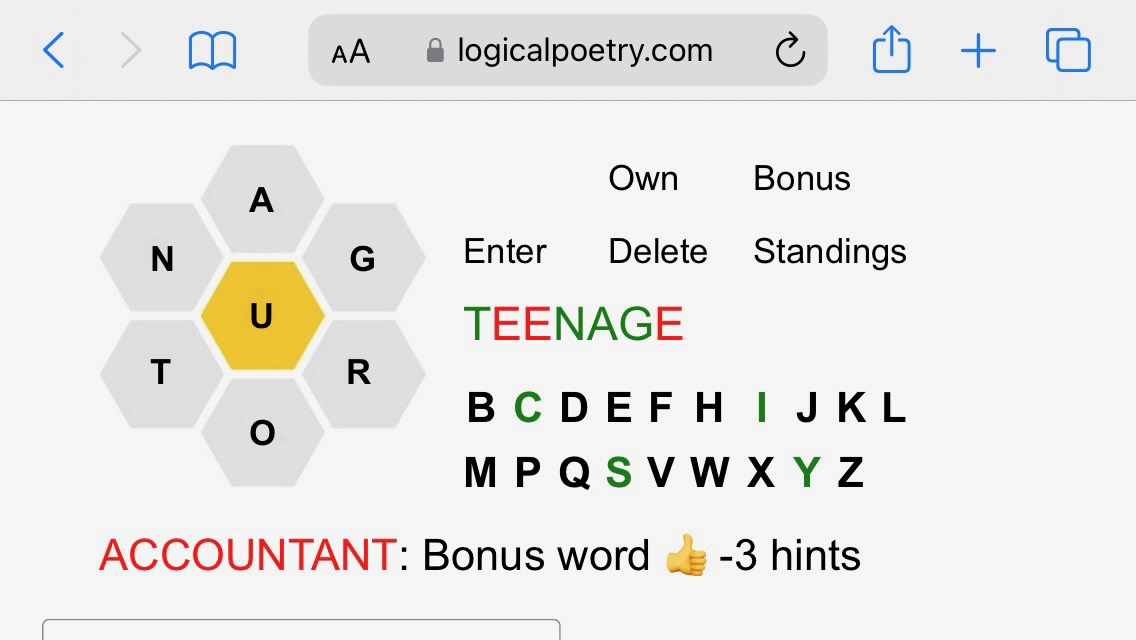 AA logicalpoetry.com
A
N G
U
T R
O
Own Bonus
Enter Delete Standings
TEENAGE
B C D E F H I J K L
M P Q S V W X Y Z
ACCOUNTANT: Bonus word 👍 -3 hints